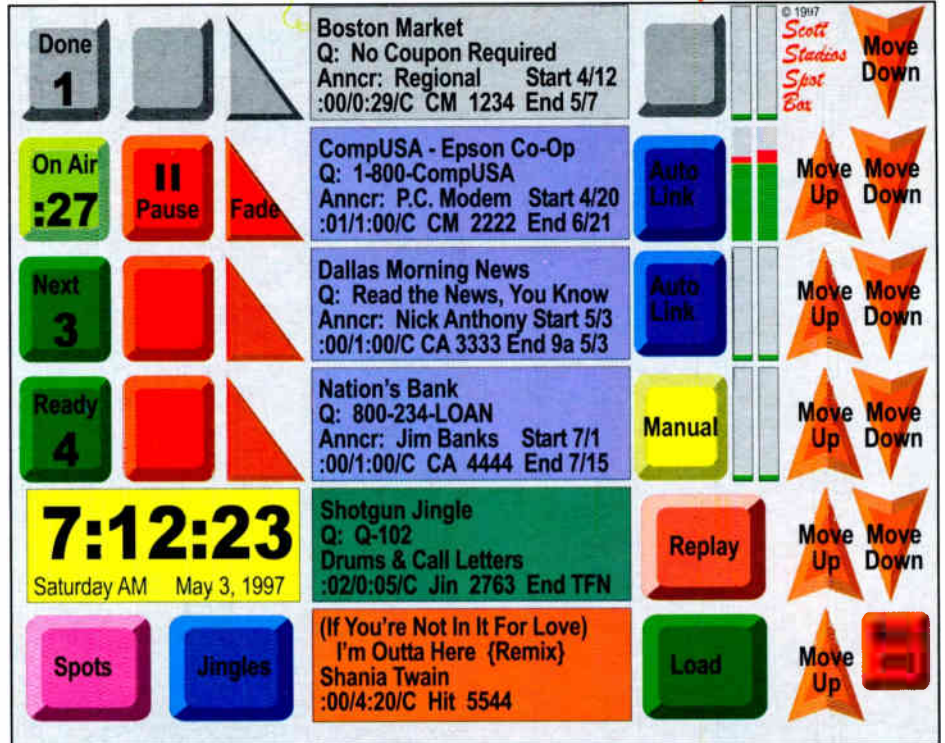 Done
1
Boston Market
Q: No Coupon Required
Anncr: Regional Start 4/12
:00/0:29/C CM 1234 End 5/7
© 1997
Scott
Studios
Spot
Box
Move
Down
On Air
:27
Pause
Fade
CompUSA - Epson Co-Op
Q: 1-800-CompUSA
Anncr: P.C. Modem Start 4/20
:01/1:00/C CM 2222 End 6/21
Auto
Link
Move
Up
Move
Down
Next
3
Dallas Morning News
Q: Read the News, You Know
Anncr: Nick Anthony Start 5/3
:00/1:00/C CA 3333 End 9a 5/3
Auto
Link
Move
Up
Move
Down
Ready
4
Nation's Bank
Q: 800-234-LOAN
Anncr: Jim Banks Start 7/1
:00/1:00/C CA 4444 End 7/15
Manual
Move
Up
Move
Down
7:12:23
Saturday AM May 3, 1997
Shotgun Jingle
Q: Q-102
Drums & Call Letters
:02/0:05/C Jin 2763 End TFN
Replay
Move
Up
Move
Down
Spots
Jingles
(If You're Not In It For Love)
I'm Outta Here {Remix}
Shania Twain
:00/4:20/C Hit 5544
Load
Move
Up